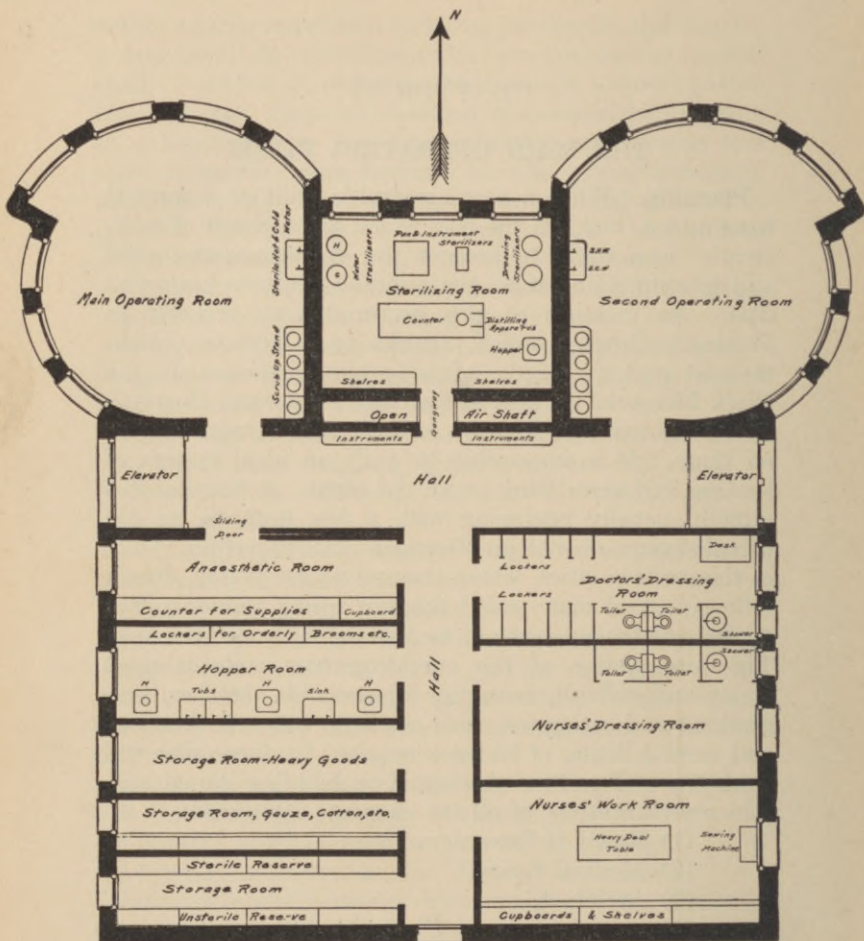 N
Main Operating Room
Sterile Hot & Cold
Water
Scrub Up Stand
H
C
Water
Sterilizers
Pan & Instrument
Sterilizers
Dressing
Sterilizers
Sterilizing Room
Counter
Distilling
Apparatus
Hopper
Shelves
Shelves
Open
Gangway
Air Shaft
Instruments
Instruments
S.H.W.
S.C.W.
Second Operating Room
Elevator
Hall
Elevator
Sliding
Door
Anaesthetic Room
Counter for Supplies
Cupboard
Lockers for Orderly
Brooms etc.
Hopper Room
H
Tubs
H
Sink
H
Storage Room-Heavy Goods
Storage Room, Gauze, Cotton, etc.
Sterile Reserve
Storage Room
Unsterile Reserve
Hall
Lockers
Desk
Doctors' Dressing
Room
Lockers
Toilet
Toilet
Shower
Shower
Toilet
Toilet
Nurses' Dressing Room
Nurses' Work Room
Heavy Deal
Table
Sewing
Machine
Cupboards & Shelves